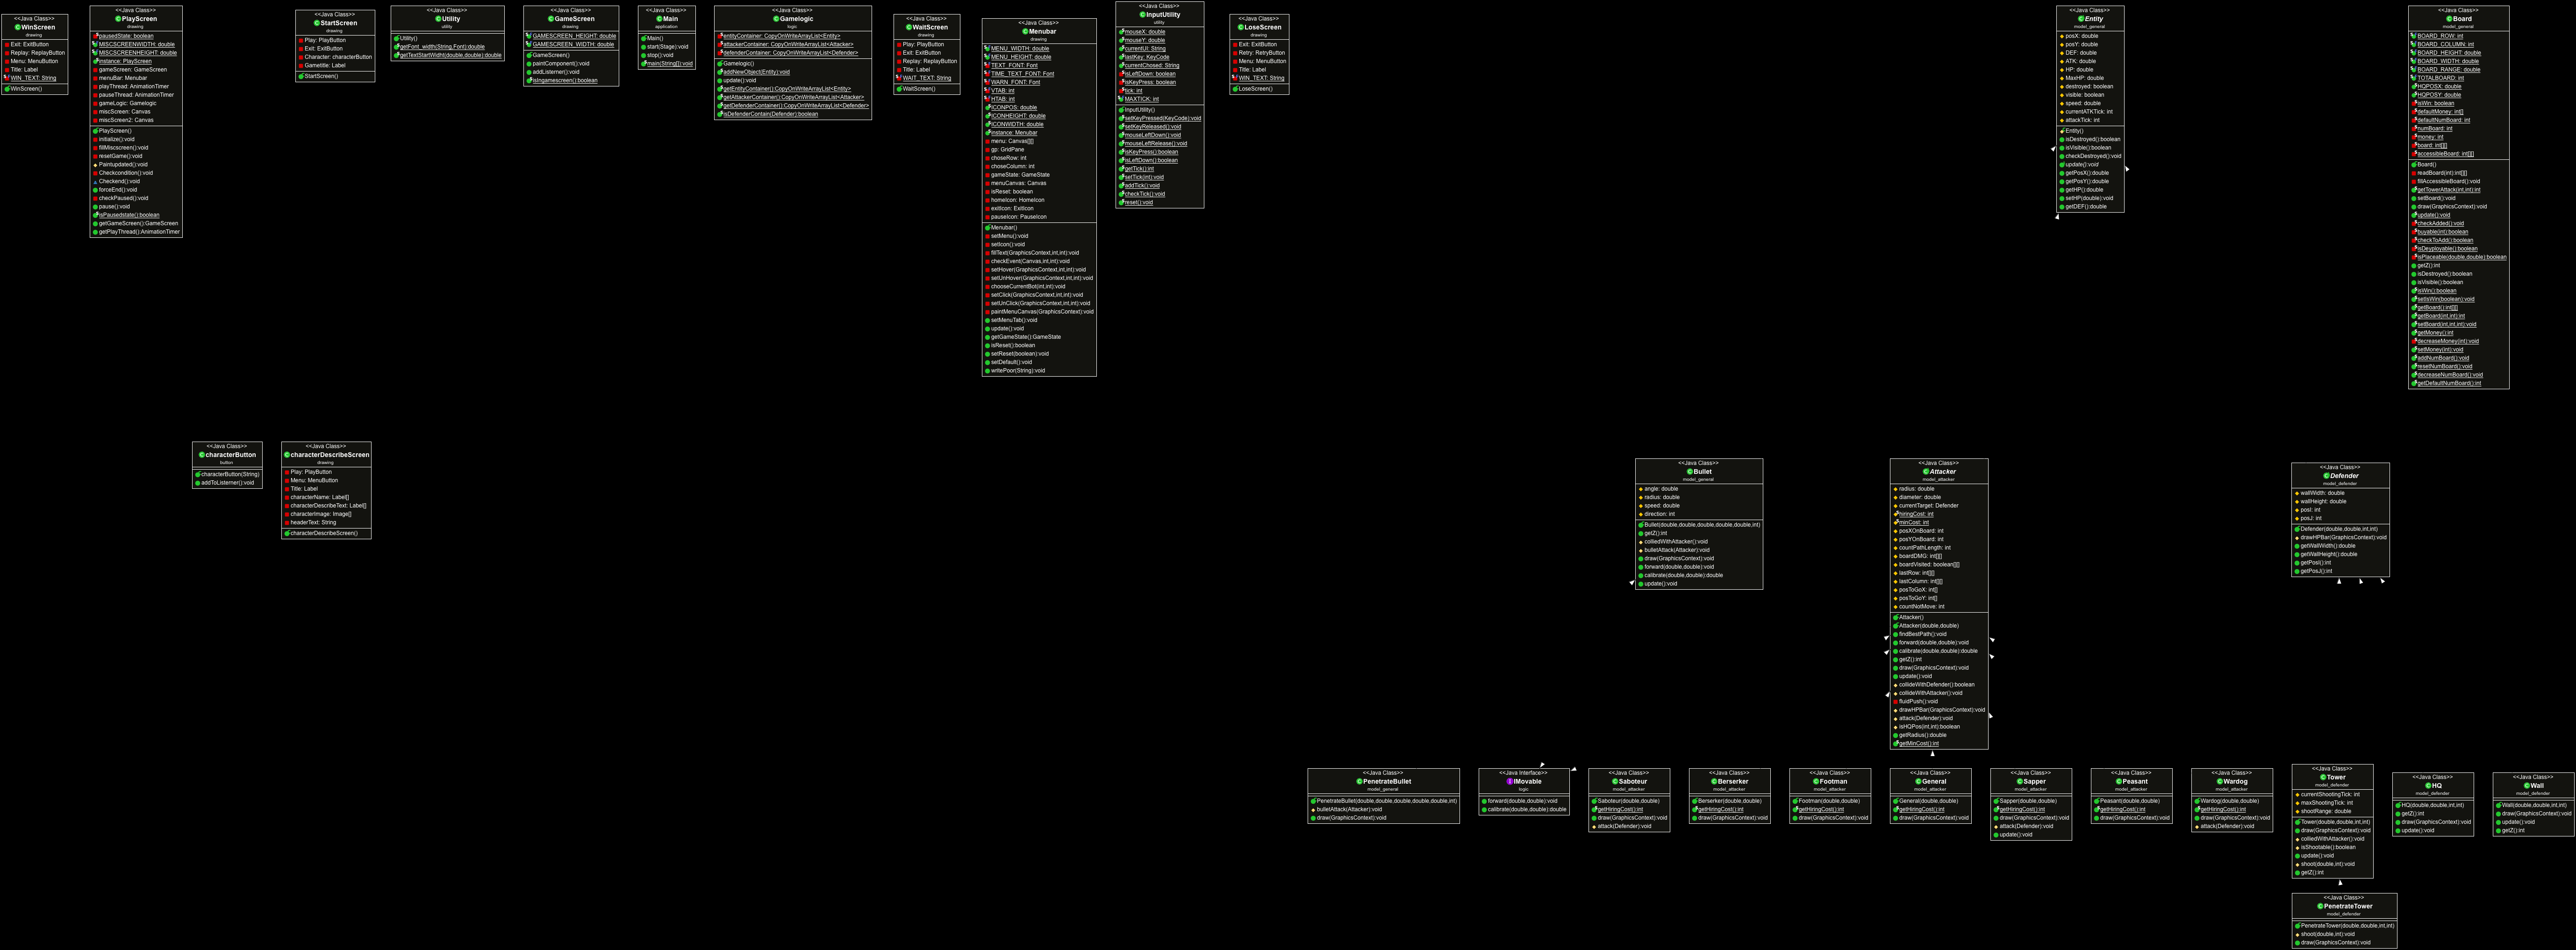 <<Java Class>>
WinScreen
drawing
Exit: ExitButton
Replay: ReplayButton
Menu: MenuButton
Title: Label
WIN_TEXT: String
WinScreen()
<<Java Class>>
PlayScreen
drawing
pausedState: boolean
MISCSCREENWIDTH: double
MISCSCREENHEIGHT: double
instance: PlayScreen
gameScreen: GameScreen
menuBar: Menubar
playThread: AnimationTimer
pauseThread: AnimationTimer
gameLogic: Gamelogic
miscScreen: Canvas
miscScreen2: Canvas
PlayScreen()
initialize():void
fillMiscscreen():void
resetGame():void
Paintupdated():void
Checkcondition():void
Checkend():void
forceEnd():void
checkPaused():void
pause():void
isPausedstate():boolean
getGameScreen():GameScreen
getPlayThread():AnimationTimer
<<Java Class>>
StartScreen
drawing
Play: PlayButton
Exit: ExitButton
Character: characterButton
Gametitle: Label
StartScreen()
<<Java Class>>
Utility
utility
Utility()
getFont_width(String,Font):double
getTextStartWidht(double,double):double
<<Java Class>>
GameScreen
drawing
GAMESCREEN_HEIGHT: double
GAMESCREEN_WIDTH: double
GameScreen()
paintComponent():void
addListener():void
isIngamescreen():boolean
<<Java Class>>
Main
application
Main()
start(Stage):void
stop():void
main(String[]):void
<<Java Class>>
Gamelogic
logic
entityContainer: CopyOnWriteArrayList<Entity>
attackerContainer: CopyOnWriteArrayList<Attacker>
defenderContainer: CopyOnWriteArrayList<Defender>
Gamelogic()
addNewObject(Entity):void
update():void
getEntityContainer():CopyOnWriteArrayList<Entity>
getAttackerContainer():CopyOnWriteArrayList<Attacker>
getDefenderContainer():CopyOnWriteArrayList<Defender>
isDefenderContain(Defender):boolean
<<Java Class>>
WaitScreen
drawing
Play: PlayButton
Exit: ExitButton
Replay: ReplayButton
Title: Label
WAIT_TEXT: String
WaitScreen()
<<Java Class>>
Menubar
drawing
MENU_WIDTH: double
MENU_HEIGHT: double
TEXT_FONT: Font
TIME_TEXT_FONT: Font
WARN_FONT: Font
VTAB: int
HTAB: int
ICONPOS: double
ICONHEIGHT: double
ICONWIDTH: double
instance: Menubar
menu: Canvas[][]
gp: GridPane
choseRow: int
choseColumn: int
gameState: GameState
menuCanvas: Canvas
isReset: boolean
homeIcon: HomeIcon
exitIcon: ExitIcon
pauseIcon: PauseIcon
Menubar()
setMenu():void
setIcon():void
fillText(GraphicsContext,int,int):void
checkEvent(Canvas,int,int):void
setHover(GraphicsContext,int,int):void
setUnHover(GraphicsContext,int,int):void
chooseCurrentBot(int,int):void
setClick(GraphicsContext,int,int):void
setUnClick(GraphicsContext,int,int):void
paintMenuCanvas(GraphicsContext):void
setMenuTab():void
update():void
getGameState():GameState
isReset():boolean
setReset(boolean):void
setDefault():void
writePoor(String):void
<<Java Class>>
InputUtility
utility
mouseX: double
mouseY: double
currentUI: String
lastKey: KeyCode
currentChosed: String
isLeftDown: boolean
isKeyPress: boolean
tick: int
MAXTICK: int
InputUtility()
setKeyPressed(KeyCode):void
setKeyReleased():void
mouseLeftDown():void
mouseLeftRelease():void
isKeyPress():boolean
isLeftDown():boolean
getTick():int
setTick(int):void
addTick():void
checkTick():void
reset():void
<<Java Class>>
LoseScreen
drawing
Exit: ExitButton
Retry: RetryButton
Menu: MenuButton
Title: Label
WIN_TEXT: String
LoseScreen()
<<Java Class>>
Entity
model_general
posX: double
posY: double
DEF: double
ATK: double
HP: double
MaxHP: double
destroyed: boolean
visible: boolean
speed: double
currentATKTick: int
attackTick: int
Entity()
isDestroyed():boolean
isVisible():boolean
checkDestroyed():void
update():void
getPosX():double
getPosY():double
getHP():double
setHP(double):void
getDEF():double
<<Java Class>>
Board
model_general
BOARD_ROW: int
BOARD_COLUMN: int
BOARD_HEIGHT: double
BOARD_WIDTH: double
BOARD_RANGE: double
TOTALBOARD: int
HQPOSX: double
HQPOSY: double
isWin: boolean
defaultMoney: int[]
defaultNumBoard: int
numBoard: int
money: int
board: int[][]
accessibleBoard: int[][]
Board()
readBoard(int):int[][]
fillAccessibleBoard():void
getTowerAttack(int,int):int
setBoard():void
draw(GraphicsContext):void
update():void
checkAdded():void
buyable(int):boolean
checkToAdd():boolean
isDeyployable():boolean
isPlaceable(double,double):boolean
getZ():int
isDestroyed():boolean
isVisible():boolean
isWin():boolean
setIsWin(boolean):void
getBoard():int[][]
getBoard(int,int):int
setBoard(int,int,int):void
getMoney():int
decreaseMoney(int):void
setMoney(int):void
addNumBoard():void
resetNumBoard():void
decreaseNumBoard():void
getDefaultNumBoard():int
<<Java Class>>
characterButton
button
characterButton(String)
addToListerner():void
<<Java Class>>
characterDescribeScreen
drawing
Play: PlayButton
Menu: MenuButton
Title: Label
characterName: Label[]
characterDescribeText: Label[]
characterImage: Image[]
headerText: String
characterDescribeScreen()
<<Java Class>>
Bullet
model_general
angle: double
radius: double
speed: double
direction: int
Bullet(double,double,double,double,double,int)
getZ():int
colliedWithAttacker():void
bulletAttack(Attacker):void
draw(GraphicsContext):void
forward(double,double):void
calibrate(double,double):double
update():void
<<Java Class>>
Attacker
model_attacker
radius: double
diameter: double
currentTarget: Defender
hiringCost: int
minCost: int
posXOnBoard: int
posYOnBoard: int
countPathLength: int
boardDMG: int[][]
boardVisited: boolean[][]
lastRow: int[][]
lastColumn: int[][]
posToGoX: int[]
posToGoY: int[]
countNotMove: int
Attacker()
Attacker(double,double)
findBestPath():void
forward(double,double):void
calibrate(double,double):double
getZ():int
draw(GraphicsContext):void
update():void
collideWithDefender():boolean
collideWithAttacker():void
fluidPush():void
drawHPBar(GraphicsContext):void
attack(Defender):void
isHQPos(int,int):boolean
getRadius():double
getMinCost():int
<<Java Class>>
Defender
model_defender
wallWidth: double
wallHeight: double
posI: int
posJ: int
Defender(double,double,int,int)
drawHPBar(GraphicsContext):void
getWallWidth():double
getWallHeight():double
getPosI():int
getPosJ():int
<<Java Class>>
PenetrateBullet
model_general
PenetrateBullet(double,double,double,double,double,int)
bulletAttack(Attacker):void
draw(GraphicsContext):void
<<Java Interface>>
IMovable
logic
forward(double,double):void
calibrate(double,double):double
<<Java Class>>
Saboteur
model_attacker
Saboteur(double,double)
getHiringCost():int
draw(GraphicsContext):void
attack(Defender):void
<<Java Class>>
Berserker
model_attacker
Berserker(double,double)
getHiringCost():int
draw(GraphicsContext):void
<<Java Class>>
Footman
model_attacker
Footman(double,double)
getHiringCost():int
draw(GraphicsContext):void
<<Java Class>>
General
model_attacker
General(double,double)
getHiringCost():int
draw(GraphicsContext):void
<<Java Class>>
Sapper
model_attacker
Sapper(double,double)
getHiringCost():int
draw(GraphicsContext):void
attack(Defender):void
update():void
<<Java Class>>
Peasant
model_attacker
Peasant(double,double)
getHiringCost():int
draw(GraphicsContext):void
<<Java Class>>
Wardog
model_attacker
Wardog(double,double)
getHiringCost():int
draw(GraphicsContext):void
attack(Defender):void
<<Java Class>>
Tower
model_defender
currentShootingTick: int
maxShootingTick: int
shootRange: double
Tower(double,double,int,int)
draw(GraphicsContext):void
colliedWithAttacker():void
isShootable():boolean
update():void
shoot(double,int):void
getZ():int
<<Java Class>>
HQ
model_defender
HQ(double,double,int,int)
getZ():int
draw(GraphicsContext):void
update():void
<<Java Class>>
Wall
model_defender
Wall(double,double,int,int)
draw(GraphicsContext):void
update():void
getZ():int
<<Java Class>>
PenetrateTower
model_defender
PenetrateTower(double,double,int,int)
shoot(double,int):void
draw(GraphicsContext):void